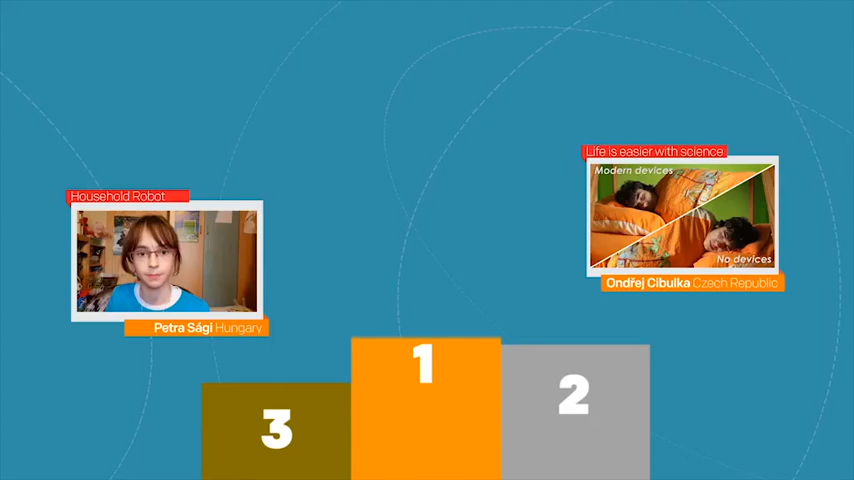 Life is easier with science
Modern devices
No devices
Ondřej Cibulka Czech Republic
Household Robot
Petra Sági Hungary
1
2
3